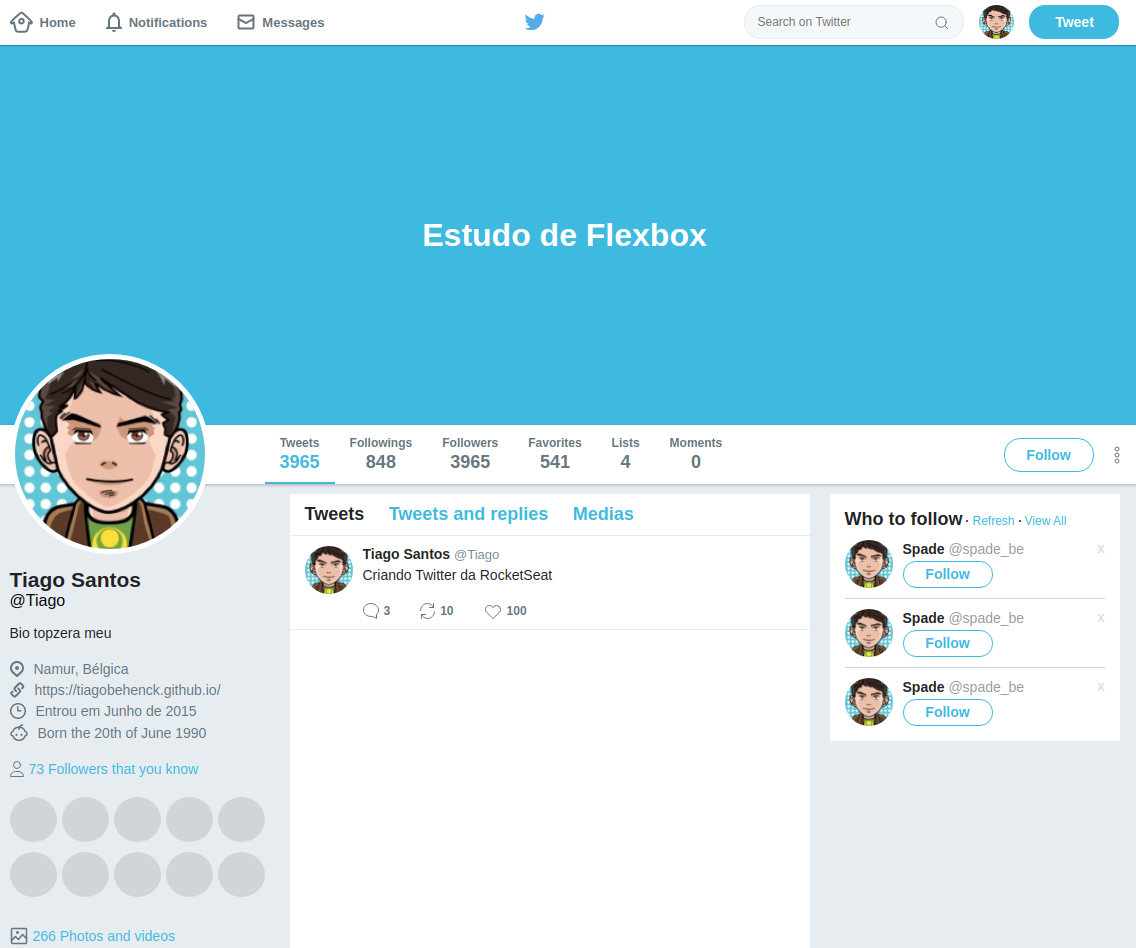 Home Notifications Messages Search on Twitter Tweet
Estudo de Flexbox
Tweets Followings Followers Favorites Lists Moments
3965 848 3965 541 4 0
Follow
Tiago Santos
@Tiago
Bio topzera meu
Namur, Bélgica
https://tiagobehenck.github.io/
Entrou em Junho de 2015
Born the 20th of June 1990
73 Followers that you know
266 Photos and videos
Tweets Tweets and replies Medias
Tiago Santos @Tiago
Criando Twitter da RocketSeat
3 10 100
Who to follow · Refresh · View All
Spade @spade_be x
Follow
Spade @spade_be x
Follow
Spade @spade_be x
Follow